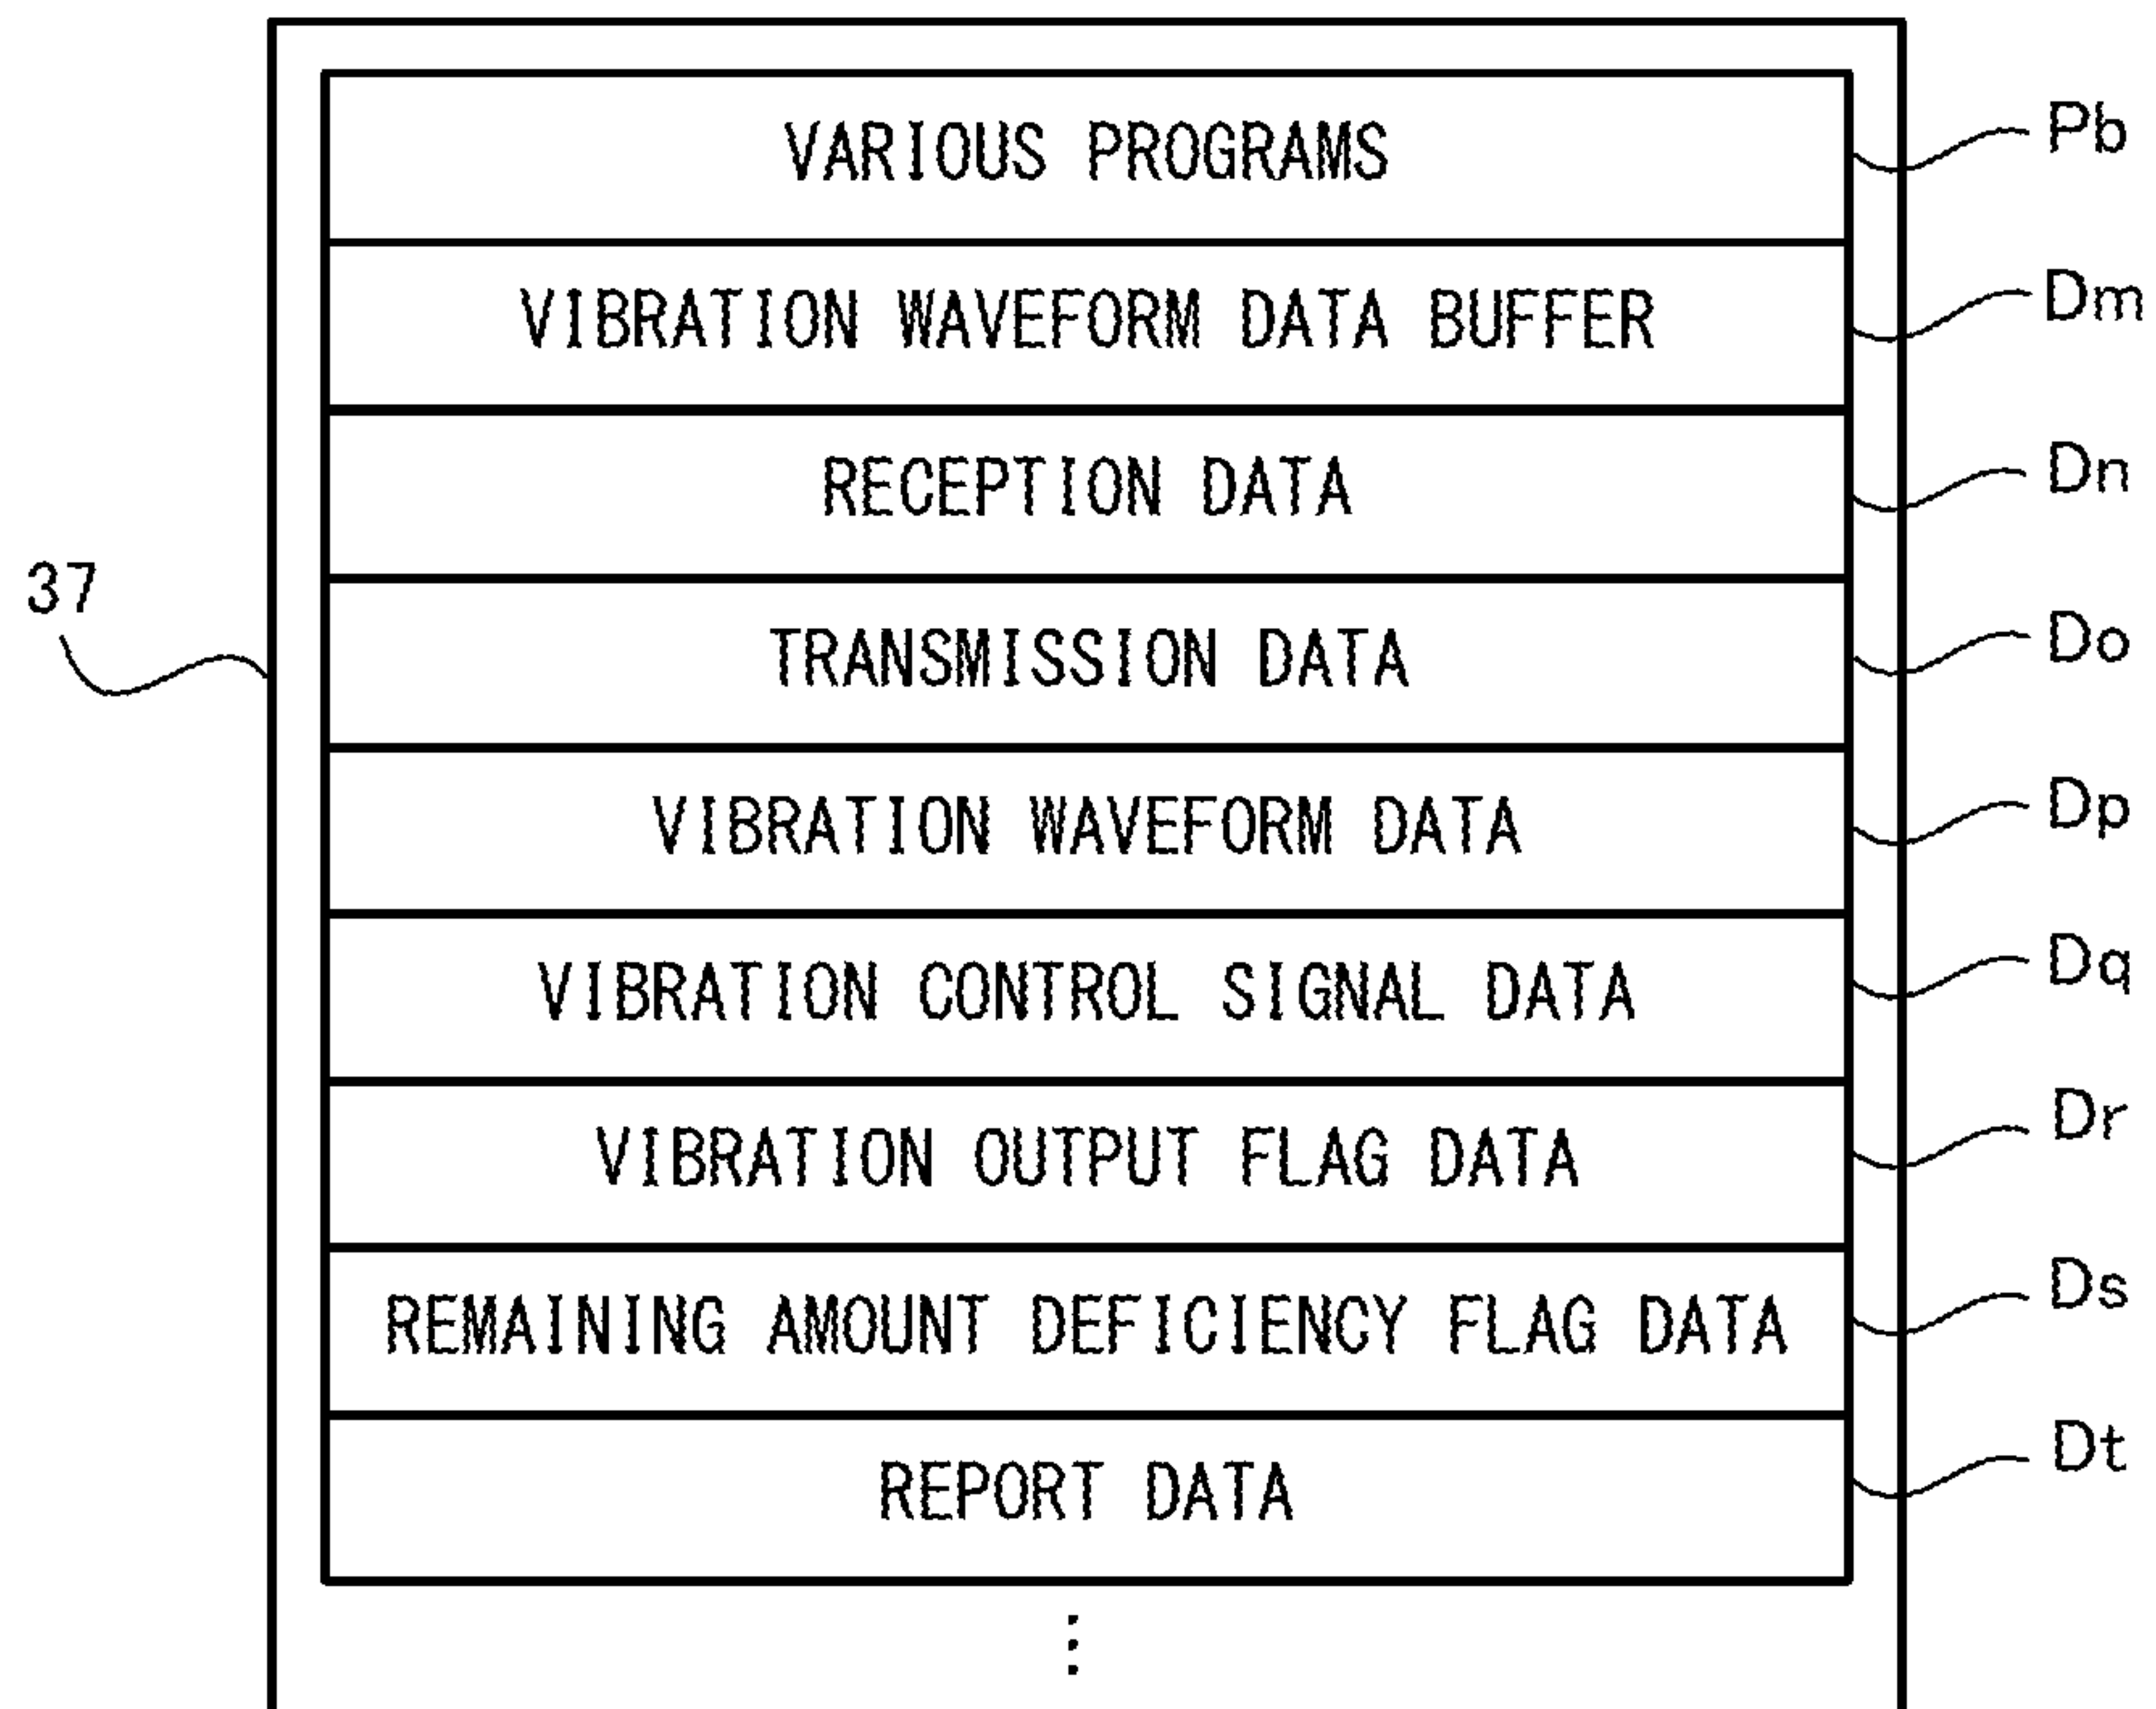 VARIOUS PROGRAMS Pb
VIBRATION WAVEFORM DATA BUFFER Dm
RECEPTION DATA Dn
37
TRANSMISSION DATA Do
VIBRATION WAVEFORM DATA Dp
VIBRATION CONTROL SIGNAL DATA Dq
VIBRATION OUTPUT FLAG DATA Dr
REMAINING AMOUNT DEFICIENCY FLAG DATA Ds
REPORT DATA Dt